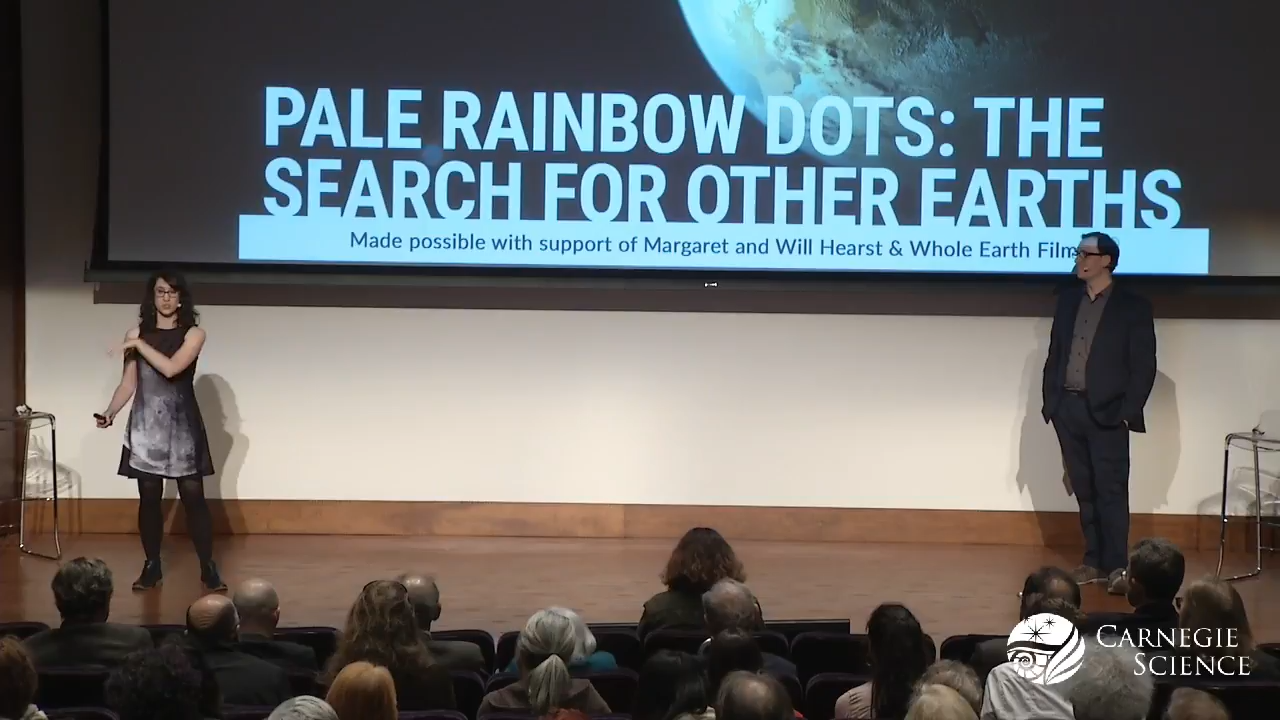 PALE RAINBOW DOTS: THE
SEARCH FOR OTHER EARTHS
Made possible with support of Margaret and Will Hearst & Whole Earth Films
CARNEGIE
SCIENCE